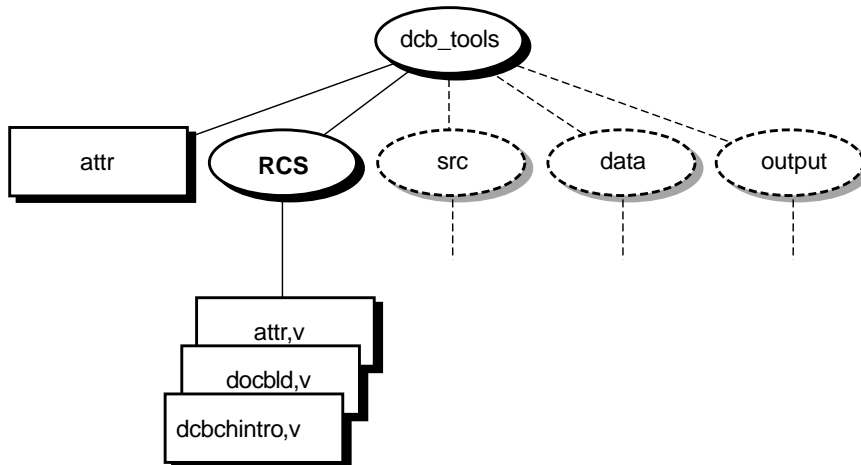 dcb_tools
attr
RCS
src
data
output
attr,v
docbld,v
dcbchintro,v